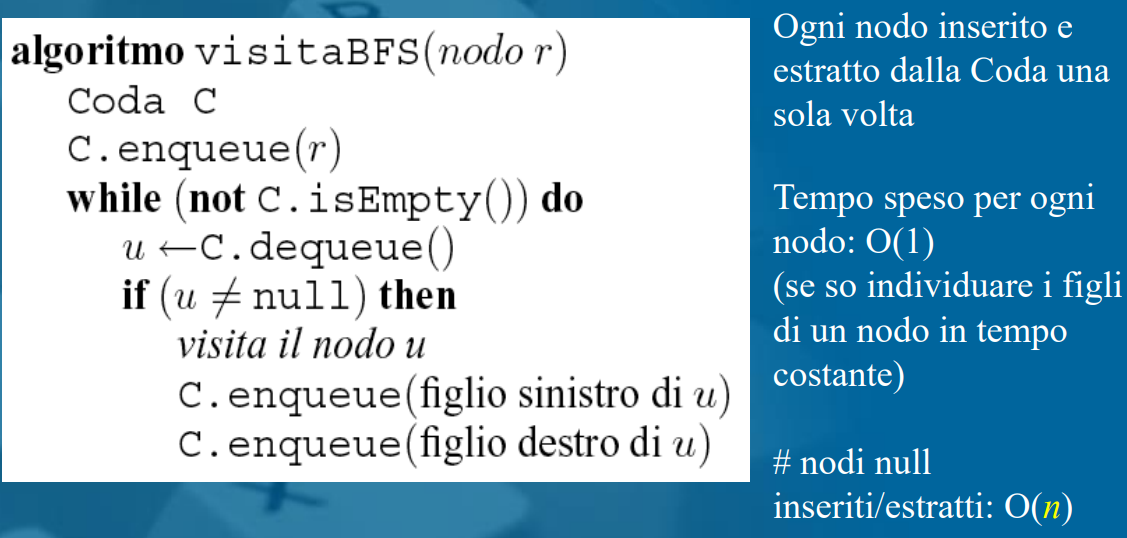 algoritmo visitaBFS(nodo r)
Coda C
C.enqueue(r)
while (not C.isEmpty()) do
u ←C.dequeue()
if (u ≠ null) then
visita il nodo u
C.enqueue(figlio sinistro di u)
C.enqueue(figlio destro di u)
Ogni nodo inserito e
estratto dalla Coda una
sola volta
Tempo speso per ogni
nodo: O(1)
(se so individuare i figli
di un nodo in tempo
costante)
# nodi null
inseriti/estratti: O(n)